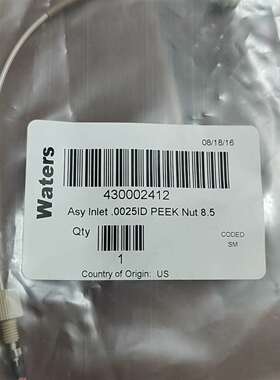 08/18/16
Waters
430002412
Asy Inlet .0025ID PEEK Nut 8.5
Qty
CODED
SM
1
Country of Origin: US